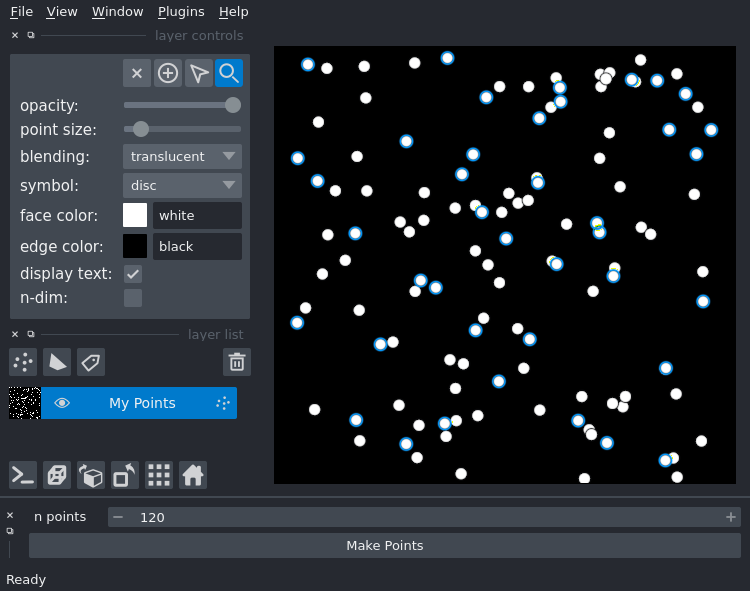 File View Window Plugins Help
layer controls
opacity:
point size:
blending: translucent
symbol: disc
face color: white
edge color: black
display text:
n-dim:
layer list
My Points
n points 120
Make Points
Ready